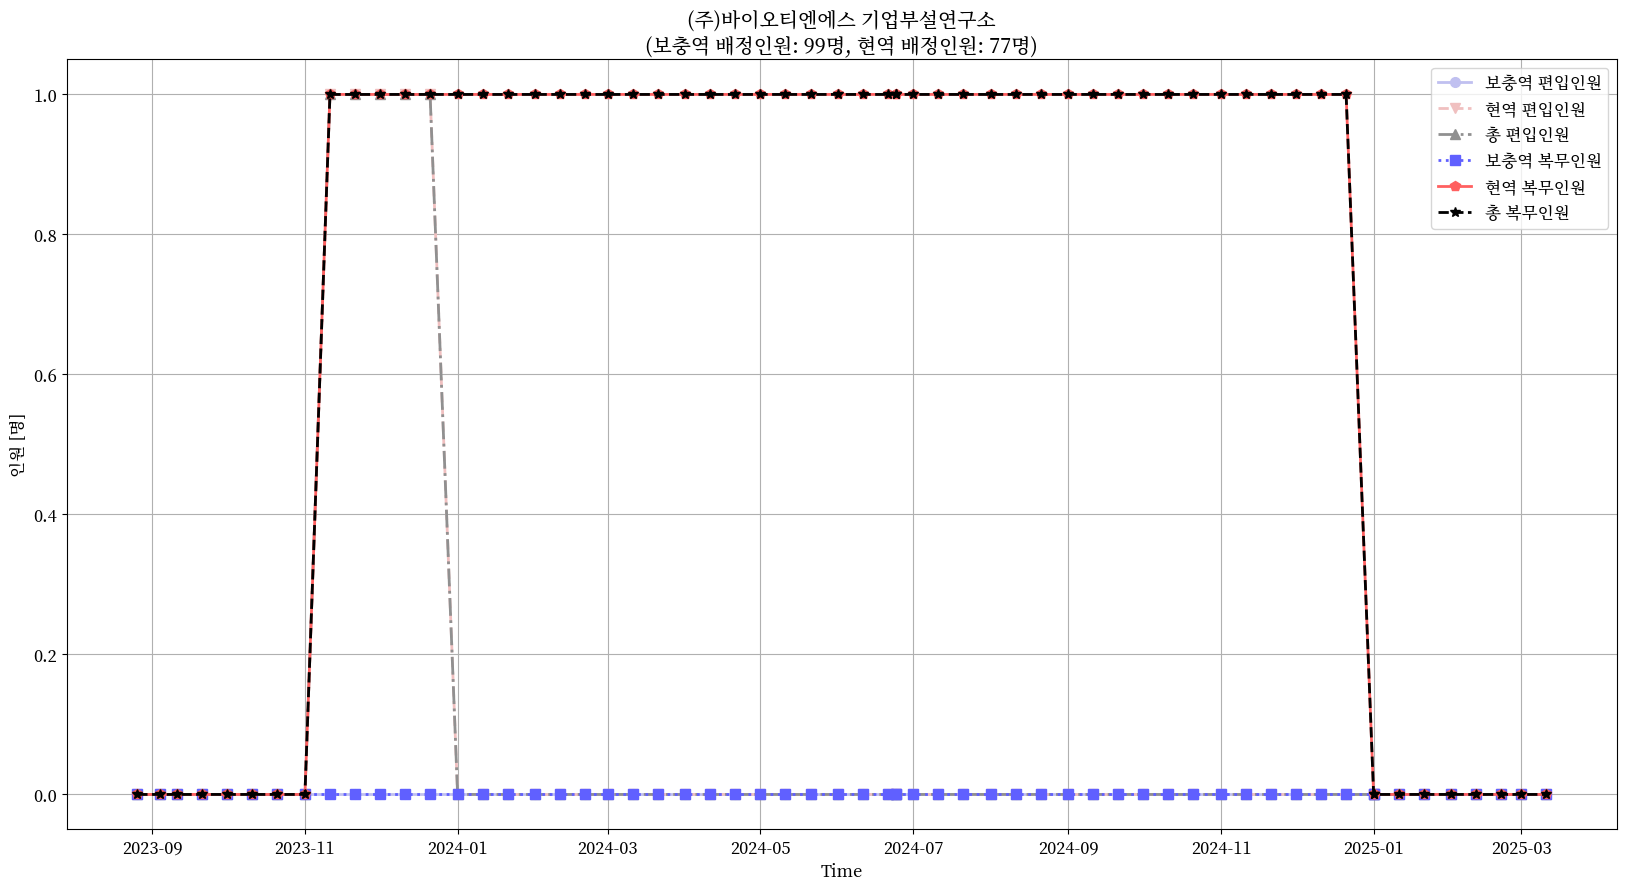 (주)바이오티엔에스 기업부설연구소
(보충역 배정인원: 99명, 현역 배정인원: 77명)
보충역 편입인원
현역 편입인원
총 편입인원
보충역 복무인원
현역 복무인원
총 복무인원
인원 [명]
1.0
0.8
0.6
0.4
0.2
0.0
2023-09 2023-11 2024-01 2024-03 2024-05 2024-07 2024-09 2024-11 2025-01 2025-03
Time